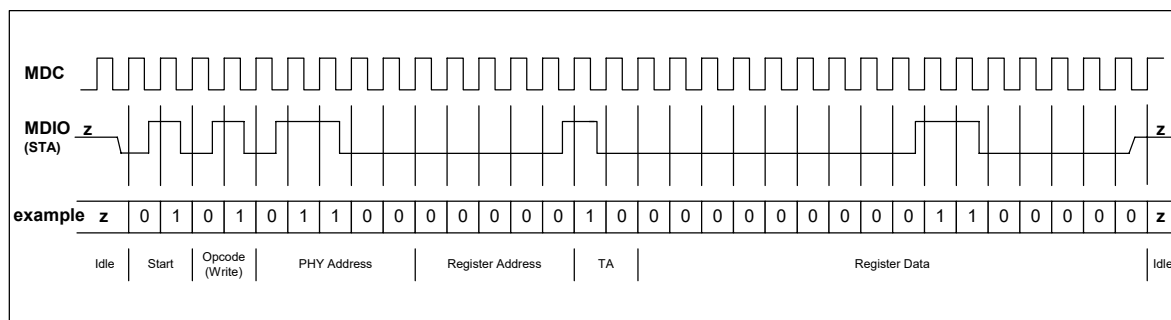 MDC
MDIO z z
(STA)
example z 0 1 0 1 0 1 1 0 0 0 0 0 0 0 1 0 0 0 0 0 0 0 0 0 0 1 1 0 0 0 0 0 z
Idle Start Opcode (Write) PHY Address Register Address TA Register Data Idle